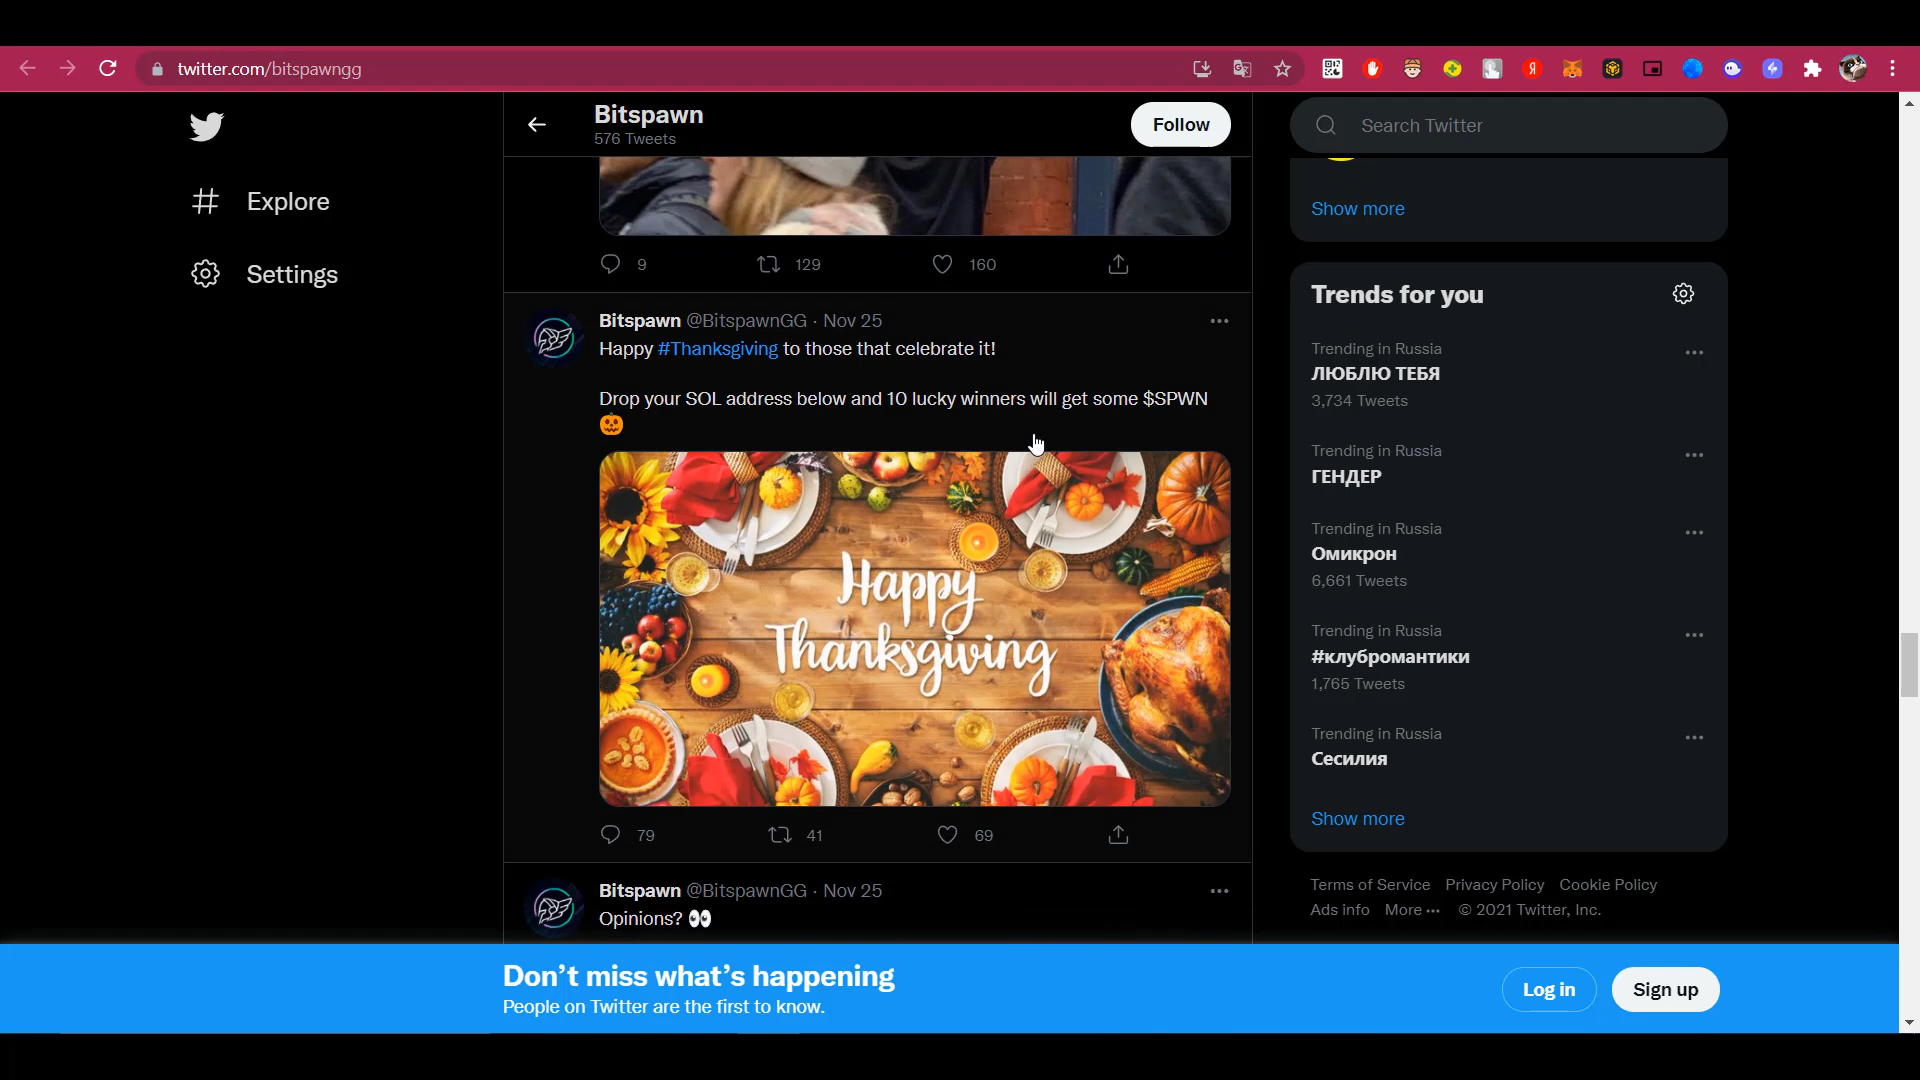 twitter.com/bitspawngg
Bitspawn
576 Tweets
Follow
Search Twitter
Explore
Settings
9
129
160
Show more
Bitspawn @BitspawnGG · Nov 25
Happy #Thanksgiving to those that celebrate it!
Drop your SOL address below and 10 lucky winners will get some $SPWN
🎃
Happy
Thanksgiving
79
41
69
Bitspawn @BitspawnGG · Nov 25
Opinions? 👀
Trends for you
Trending in Russia
ЛЮБЛЮ ТЕБЯ
3,734 Tweets
Trending in Russia
ГЕНДЕР
Trending in Russia
Омикрон
6,661 Tweets
Trending in Russia
#клубромантики
1,765 Tweets
Trending in Russia
Сесилия
Show more
Terms of Service Privacy Policy Cookie Policy
Ads info More ··· © 2021 Twitter, Inc.
Don't miss what's happening
People on Twitter are the first to know.
Log in
Sign up